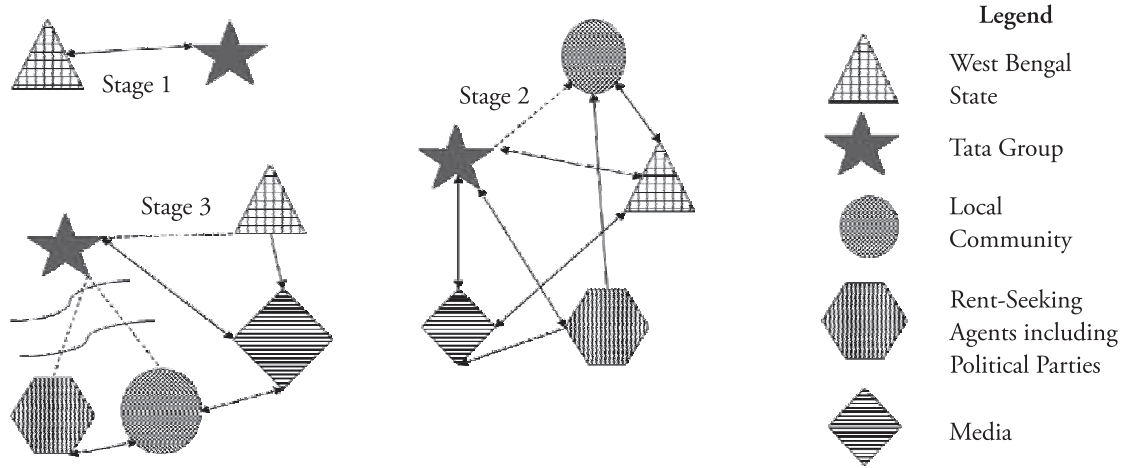 Stage 1
Stage 2
Stage 3
Legend
West Bengal
State
Tata Group
Local
Community
Rent-Seeking
Agents including
Political Parties
Media